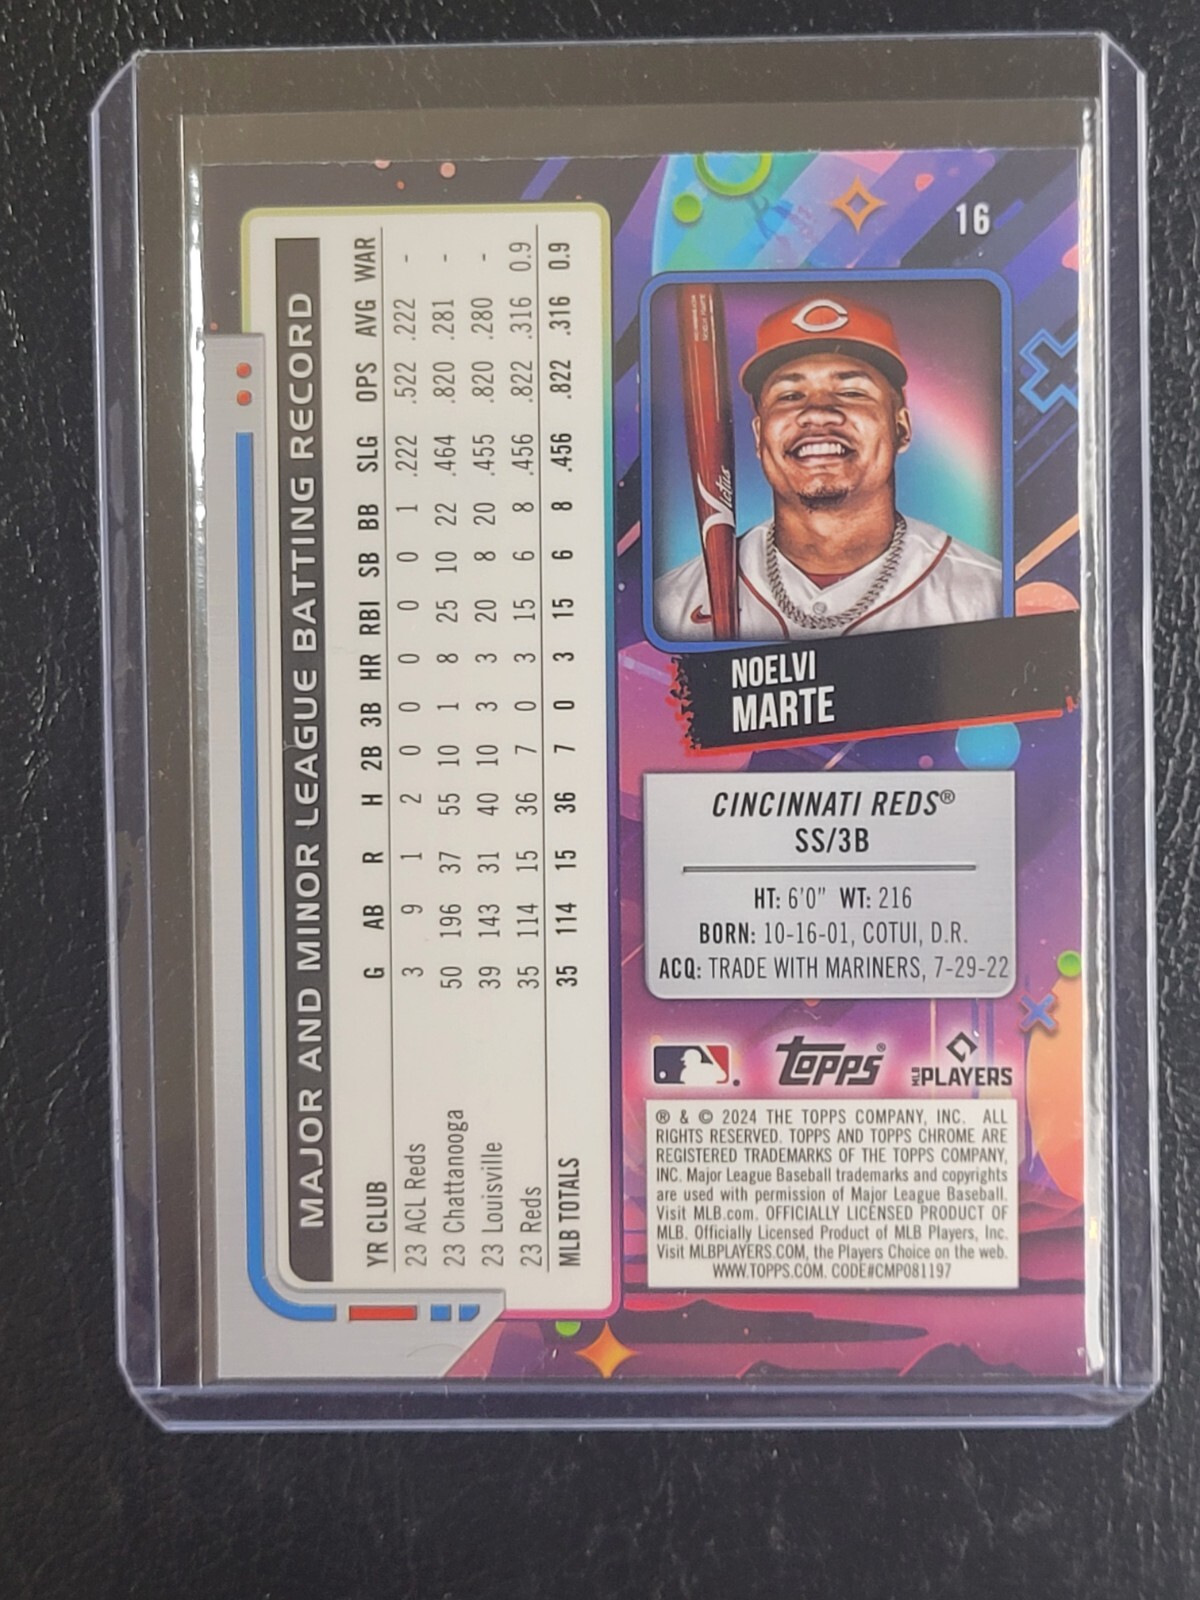 16
Victus
NOELVI
MARTE
CINCINNATI REDS®
SS/3B
HT: 6'0" WT: 216
BORN: 10-16-01, COTUI, D.R.
ACQ: TRADE WITH MARINERS, 7-29-22
Topps®
MLB PLAYERS
® & © 2024 THE TOPPS COMPANY, INC. ALL
RIGHTS RESERVED. TOPPS AND TOPPS CHROME ARE
REGISTERED TRADEMARKS OF THE TOPPS COMPANY,
INC. Major League Baseball trademarks and copyrights
are used with permission of Major League Baseball.
Visit MLB.com. OFFICIALLY LICENSED PRODUCT OF
MLB. Officially Licensed Product of MLB Players, Inc.
Visit MLBPLAYERS.COM, the Players Choice on the web.
WWW.TOPPS.COM. CODE#CMP081197
MAJOR AND MINOR LEAGUE BATTING RECORD
YR CLUB G AB R H 2B 3B HR RBI SB BB SLG OPS AVG WAR
23 ACL Reds 3 9 1 2 0 0 0 0 0 1 .222 .522 .222 -
23 Chattanooga 50 196 37 55 10 1 8 25 10 22 .464 .820 .281 -
23 Louisville 39 143 31 40 10 3 3 20 8 20 .455 .820 .280 -
23 Reds 35 114 15 36 7 0 3 15 6 8 .456 .822 .316 0.9
MLB TOTALS 35 114 15 36 7 0 3 15 6 8 .456 .822 .316 0.9